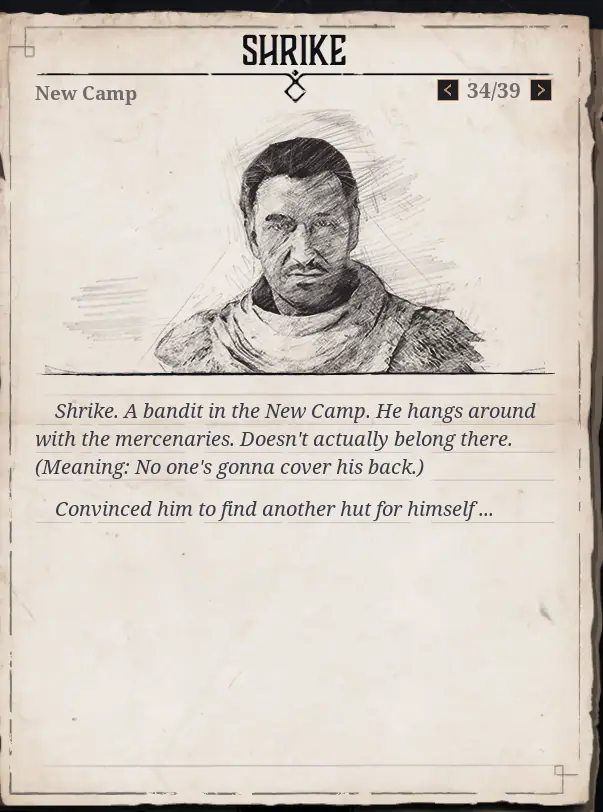 SHRIKE
New Camp
34/39
Shrike. A bandit in the New Camp. He hangs around
with the mercenaries. Doesn't actually belong there.
(Meaning: No one's gonna cover his back.)
Convinced him to find another hut for himself ...